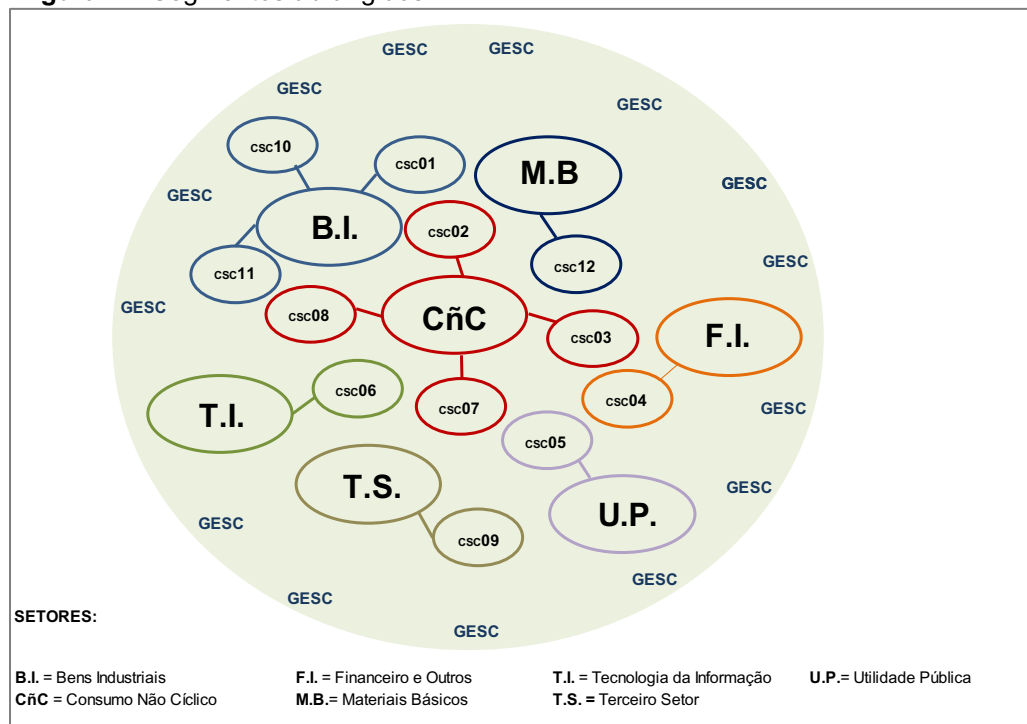 GESC GESC
GESC
GESC
csc10
csc01
M.B
GESC
GESC
B.I.
csc02
csc11
csc12
GESC
GESC
csc08
CñC
csc03
F.I.
csc06
csc04
T.I.
csc07
GESC
csc05
T.S.
GESC
U.P.
GESC
csc09
GESC
GESC
GESC
SETORES:
B.I. = Bens Industriais F.I. = Financeiro e Outros T.I. = Tecnologia da Informação U.P.= Utilidade Pública
CñC = Consumo Não Cíclico M.B.= Materiais Básicos T.S. = Terceiro Setor